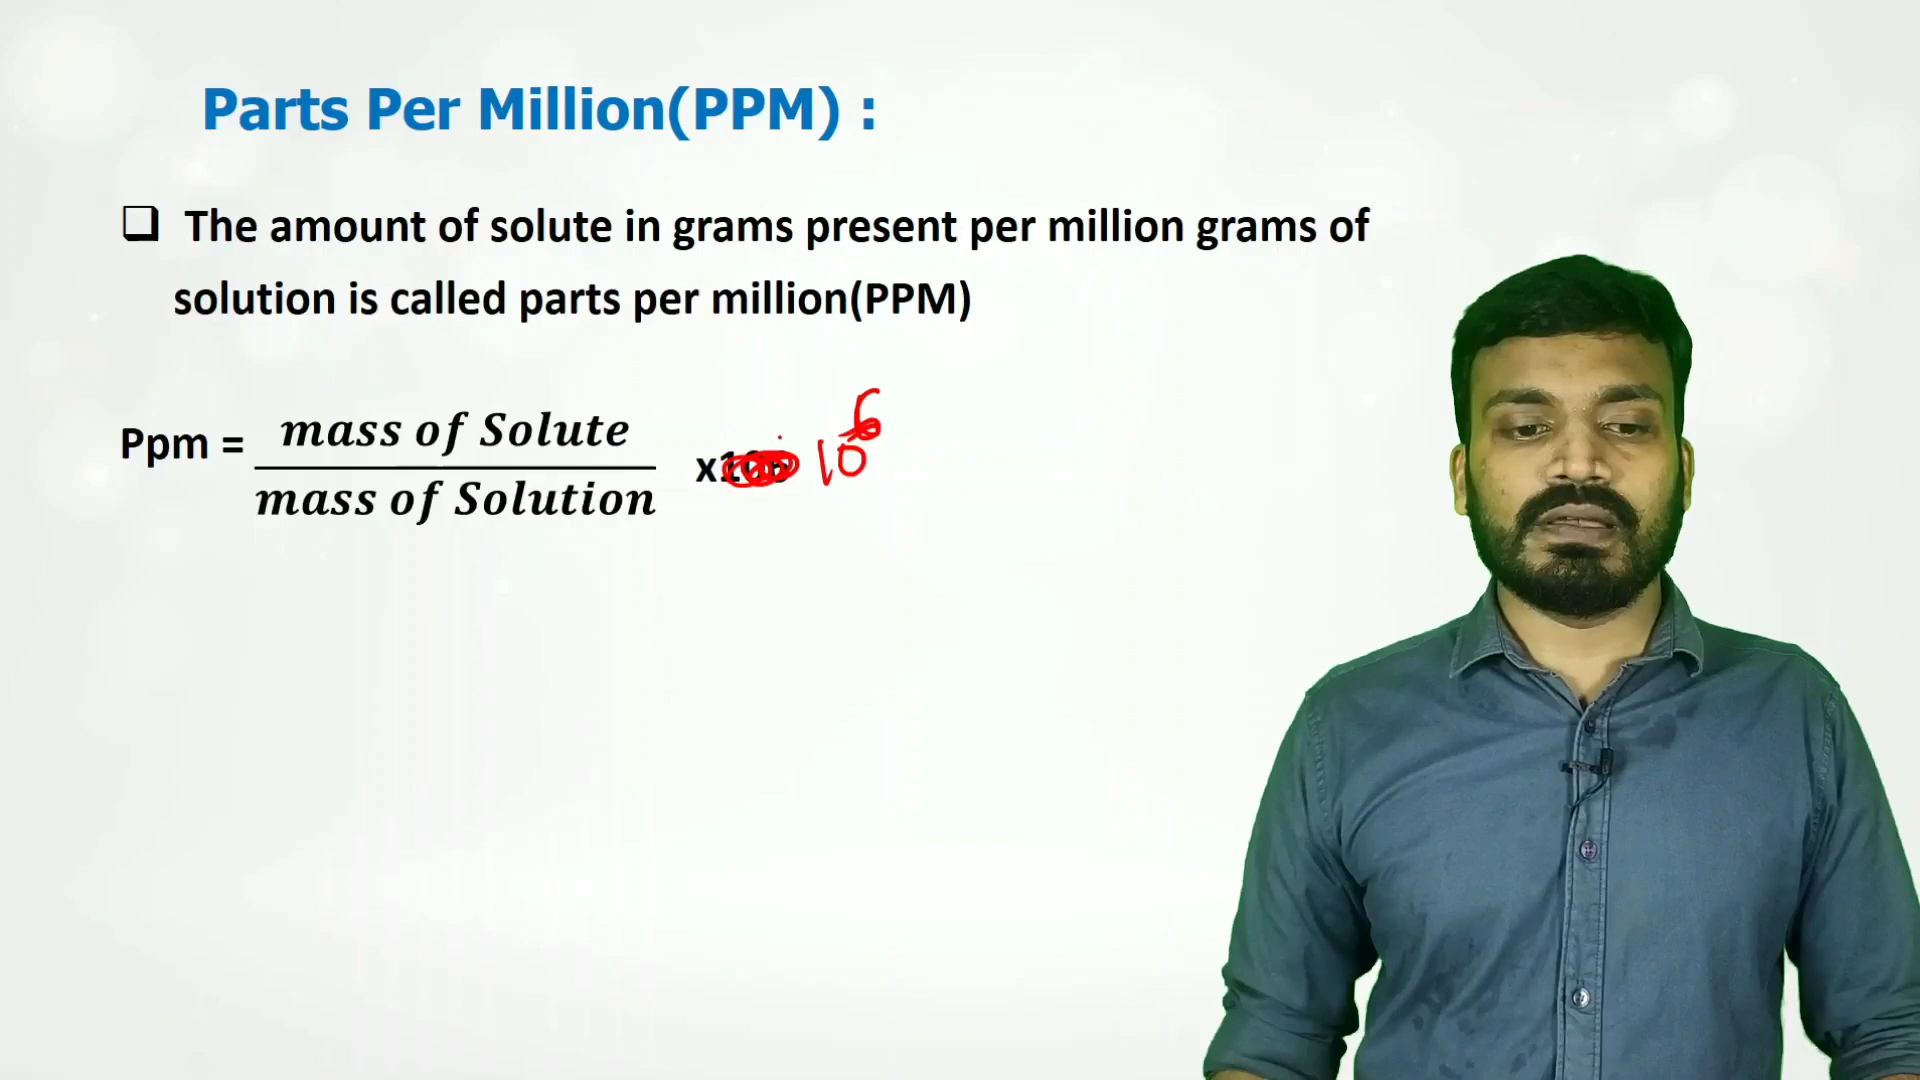 Parts Per Million(PPM) :
The amount of solute in grams present per million grams of
solution is called parts per million(PPM)
Ppm = mass of Solute / mass of Solution x 10^6